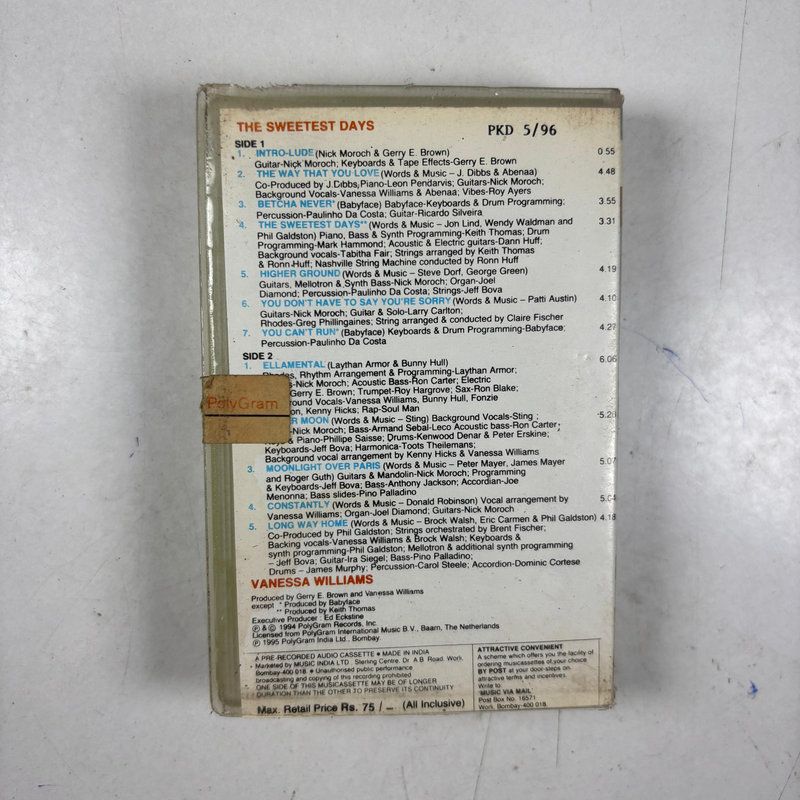 THE SWEETEST DAYS
PKD 5/96
SIDE 1
1. INTRO-LUDE (Nick Moroch & Gerry E. Brown) 0.55
Guitar-Nick Moroch; Keyboards & Tape Effects-Gerry E. Brown
2. THE WAY THAT YOU LOVE (Words & Music – J. Dibbs & Abenaa) 4.48
Co-Produced by J.Dibbs, Piano-Leon Pendarvis; Guitars-Nick Moroch;
Background Vocals-Vanessa Williams & Abenaa; Vibes-Roy Ayers
3. BETCHA NEVER* (Babyface) Babyface-Keyboards & Drum Programming; 3.55
Percussion-Paulinho Da Costa; Guitar-Ricardo Silveira
4. THE SWEETEST DAYS** (Words & Music – Jon Lind, Wendy Waldman and 3.31
Phil Galdston) Piano, Bass & Synth Programming-Keith Thomas; Drum
Programming-Mark Hammond; Acoustic & Electric guitars-Dann Huff;
Background vocals-Tabitha Fair; Strings arranged by Keith Thomas
& Ronn Huff; Nashville String Machine conducted by Ronn Huff
5. HIGHER GROUND (Words & Music – Steve Dorf, George Green) 4.19
Guitars, Mellotron & Synth Bass-Nick Moroch; Organ-Joel
Diamond; Percussion-Paulinho Da Costa; Strings-Jeff Bova
6. YOU DON'T HAVE TO SAY YOU'RE SORRY (Words & Music – Patti Austin) 4.10
Guitars-Nick Moroch; Guitar & Solo-Larry Carlton;
Rhodes-Greg Phillingaines; String arranged & conducted by Claire Fischer
7. YOU CAN'T RUN* (Babyface) Keyboards & Drum Programming-Babyface; 4.27
Percussion-Paulinho Da Costa
SIDE 2
1. ELLAMENTAL (Laythan Armor & Bunny Hull) 6.06
Rhodes, Rhythm Arrangement & Programming-Laythan Armor;
-Nick Moroch; Acoustic Bass-Ron Carter; Electric
Gerry E. Brown; Trumpet-Roy Hargrove; Sax-Ron Blake;
ound Vocals-Vanessa Williams, Bunny Hull, Fonzie
on, Kenny Hicks; Rap-Soul Man
R MOON (Words & Music – Sting) Background Vocals-Sting; 5.28
-Nick Moroch; Bass-Armand Sebal-Leco Acoustic bass-Ron Carter;
& Piano-Phillipe Saisse; Drums-Kenwood Denar & Peter Erskine;
Keyboards-Jeff Bova; Harmonica-Toots Theilemans;
Background vocal arrangement by Kenny Hicks & Vanessa Williams
3. MOONLIGHT OVER PARIS (Words & Music – Peter Mayer, James Mayer 5.07
and Roger Guth) Guitars & Mandolin-Nick Moroch; Programming
& Keyboards-Jeff Bova; Bass-Anthony Jackson; Accordian-Joe
Menonna; Bass slides-Pino Palladino
4. CONSTANTLY (Words & Music – Donald Robinson) Vocal arrangement by 5.04
Vanessa Williams; Organ-Joel Diamond; Guitars-Nick Moroch
5. LONG WAY HOME (Words & Music – Brock Walsh, Eric Carmen & Phil Galdston) 4.18
Co-Produced by Phil Galdston; Strings orchestrated by Brent Fischer;
Backing vocals-Vanessa Williams & Brock Walsh; Keyboards &
synth programming-Phil Galdston; Mellotron & additional synth programming
– Jeff Bova; Guitar-Ira Siegel; Bass-Pino Palladino;
Drums – James Murphy; Percussion-Carol Steele; Accordion-Dominic Cortese
PolyGram
VANESSA WILLIAMS
Produced by Gerry E. Brown and Vanessa Williams
except * Produced by Babyface
** Produced by Keith Thomas
Executive Producer : Ed Eckstine
℗ & © 1994 PolyGram Records, Inc.
Licensed from PolyGram International Music B.V., Baarn, The Netherlands
℗ 1995 PolyGram India Ltd., Bombay.
A PRE-RECORDED AUDIO CASSETTE • MADE IN INDIA
Marketed by MUSIC INDIA LTD. Sterling Centre, Dr. A.B. Road, Worli,
Bombay-400 018. • Unauthorised public performance
broadcasting and copying of this recording prohibited
ONE SIDE OF THIS MUSICASSETTE MAY BE OF LONGER
DURATION THAN THE OTHER TO PRESERVE ITS CONTINUITY
Max. Retail Price Rs. 75 /– (All Inclusive)
ATTRACTIVE CONVENIENT
A scheme which offers you the facility of
ordering musicassettes of your choice
BY POST at your door-steps on
attractive terms and incentives.
Write to:
'MUSIC VIA MAIL'
Post Box No. 16571
Worli, Bombay-400 018.